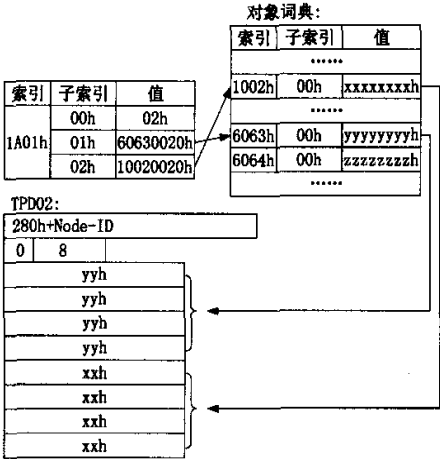 对象词典:
索引 子索引 值
......
1002h 00h xxxxxxxxh
......
6063h 00h yyyyyyyyh
6064h 00h zzzzzzzzh
......
索引 子索引 值
1A01h 00h 02h
01h 60630020h
02h 10020020h
TPDO2:
280h+Node-ID
0 8
yyh
yyh
yyh
yyh
xxh
xxh
xxh
xxh